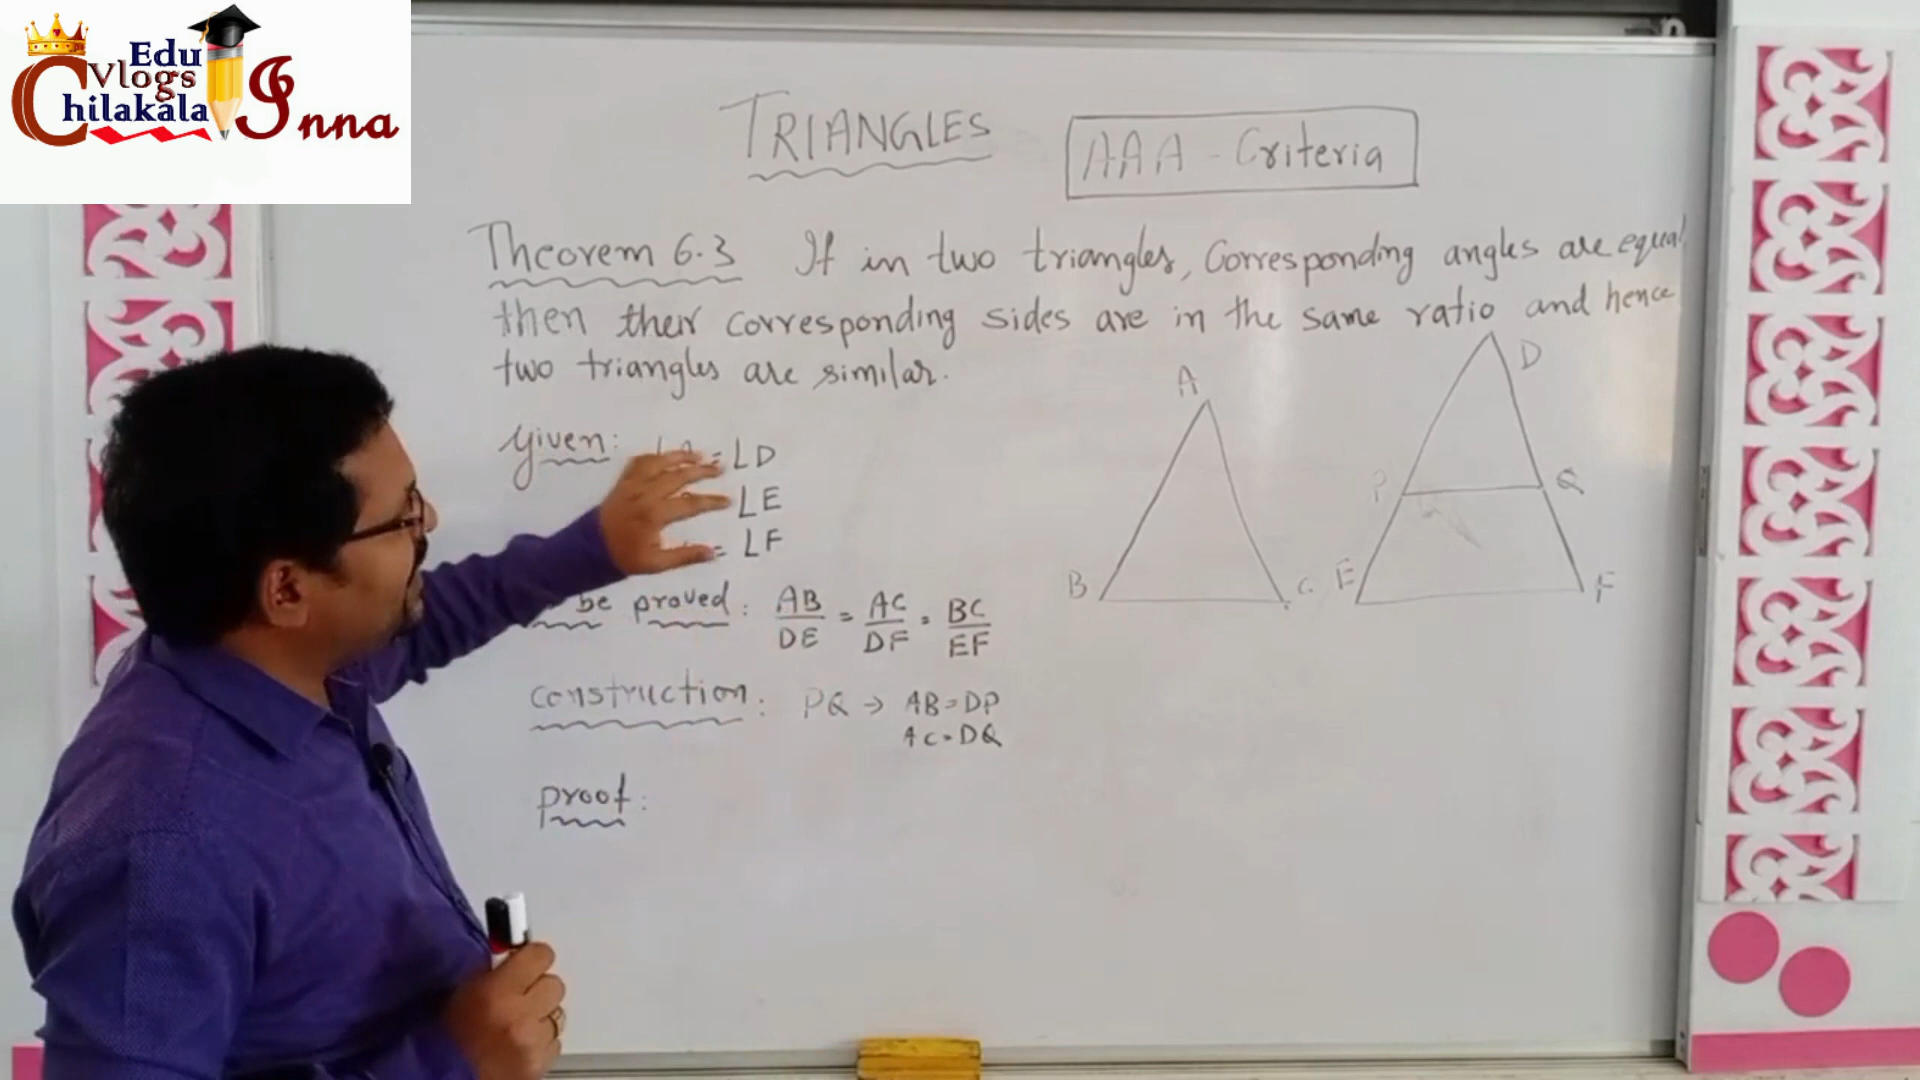 Edu
Vlogs
Chilakala Inna
TRIANGLES
AAA - Criteria
Theorem 6.3 If in two triangles, Corresponding angles are equal
then their corresponding sides are in the same ratio and hence
two triangles are similar.
Given: = ∠D
∠E
= ∠F
be proved: AB/DE = AC/DF = BC/EF
construction: PQ → AB=DP
AC=DQ
proof:
A
B
C
D
P
Q
E
F